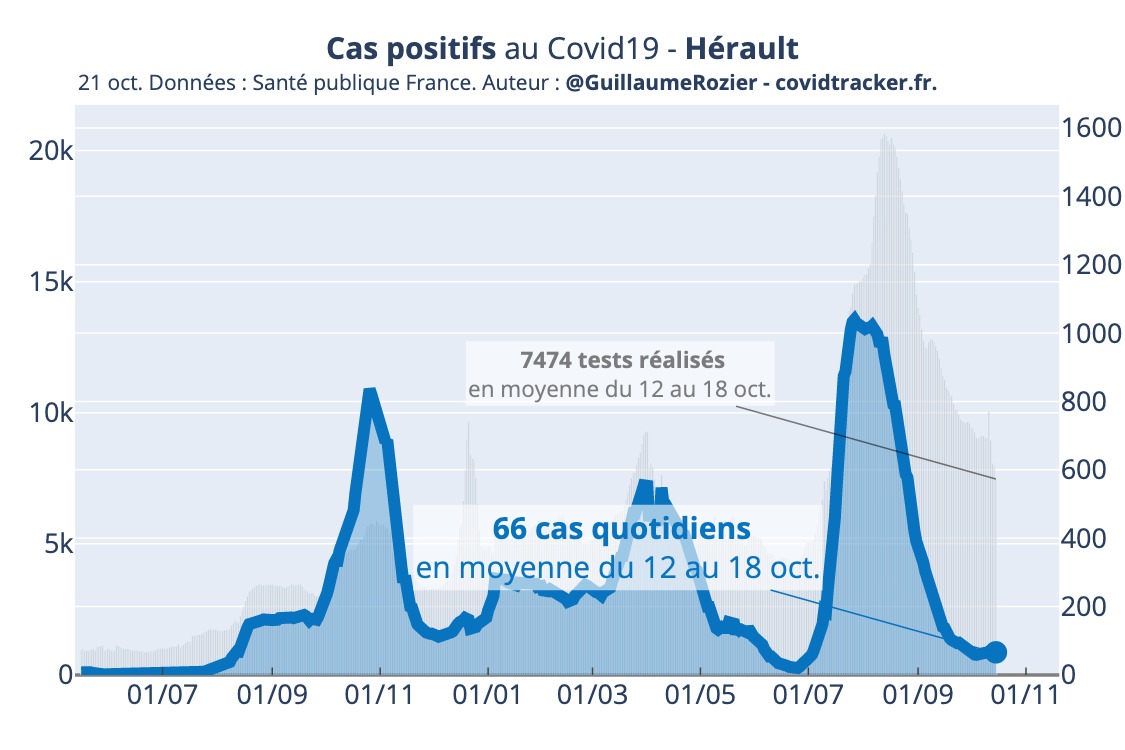 Cas positifs au Covid19 - Hérault
21 oct. Données : Santé publique France. Auteur : @GuillaumeRozier - covidtracker.fr.
20k
15k
10k
5k
0
1600
1400
1200
1000
800
600
400
200
0
7474 tests réalisés
en moyenne du 12 au 18 oct.
66 cas quotidiens
en moyenne du 12 au 18 oct.
01/07 01/09 01/11 01/01 01/03 01/05 01/07 01/09 01/11